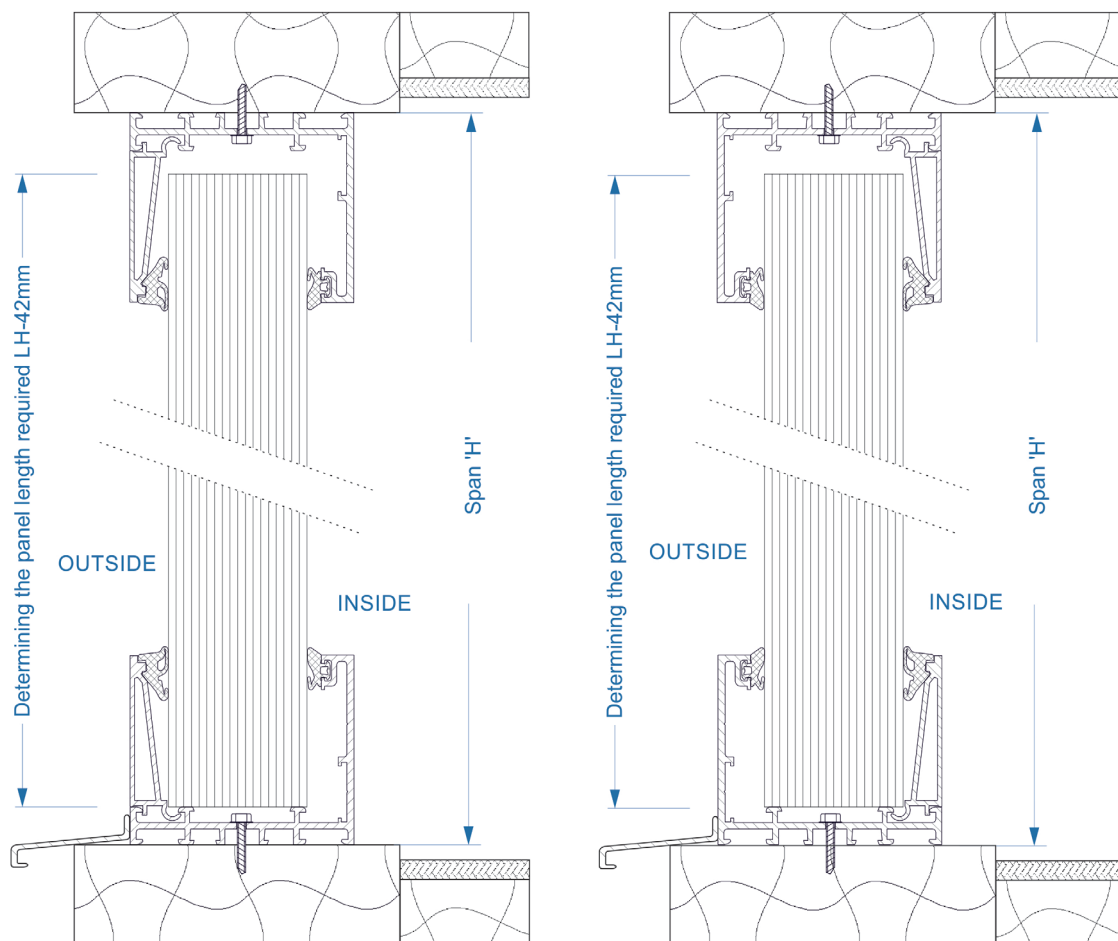 Determining the panel length required LH-42mm
OUTSIDE
INSIDE
Span 'H'
Determining the panel length required LH-42mm
OUTSIDE
INSIDE
Span 'H'